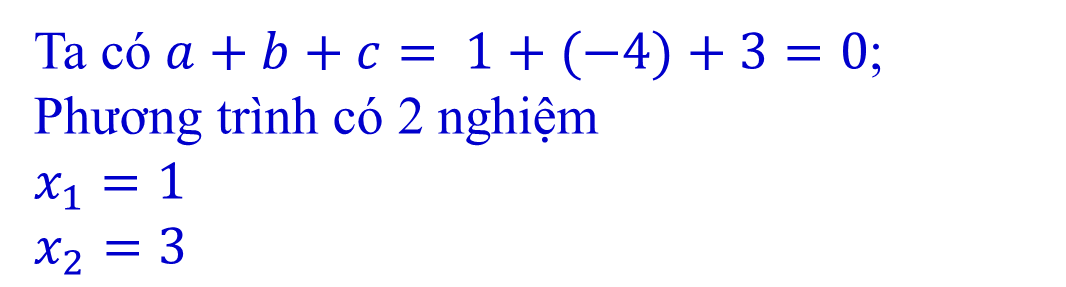 Ta có 𝑎 + 𝑏 + 𝑐 = 1 + (−4) + 3 = 0;
Phương trình có 2 nghiệm
𝑥₁ = 1
𝑥₂ = 3